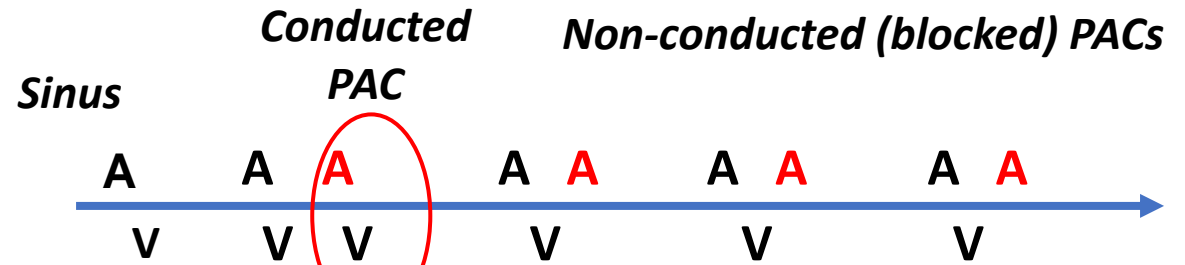 Conducted PAC
Non-conducted (blocked) PACs
Sinus
A A A A A A A A A
V V V V V V